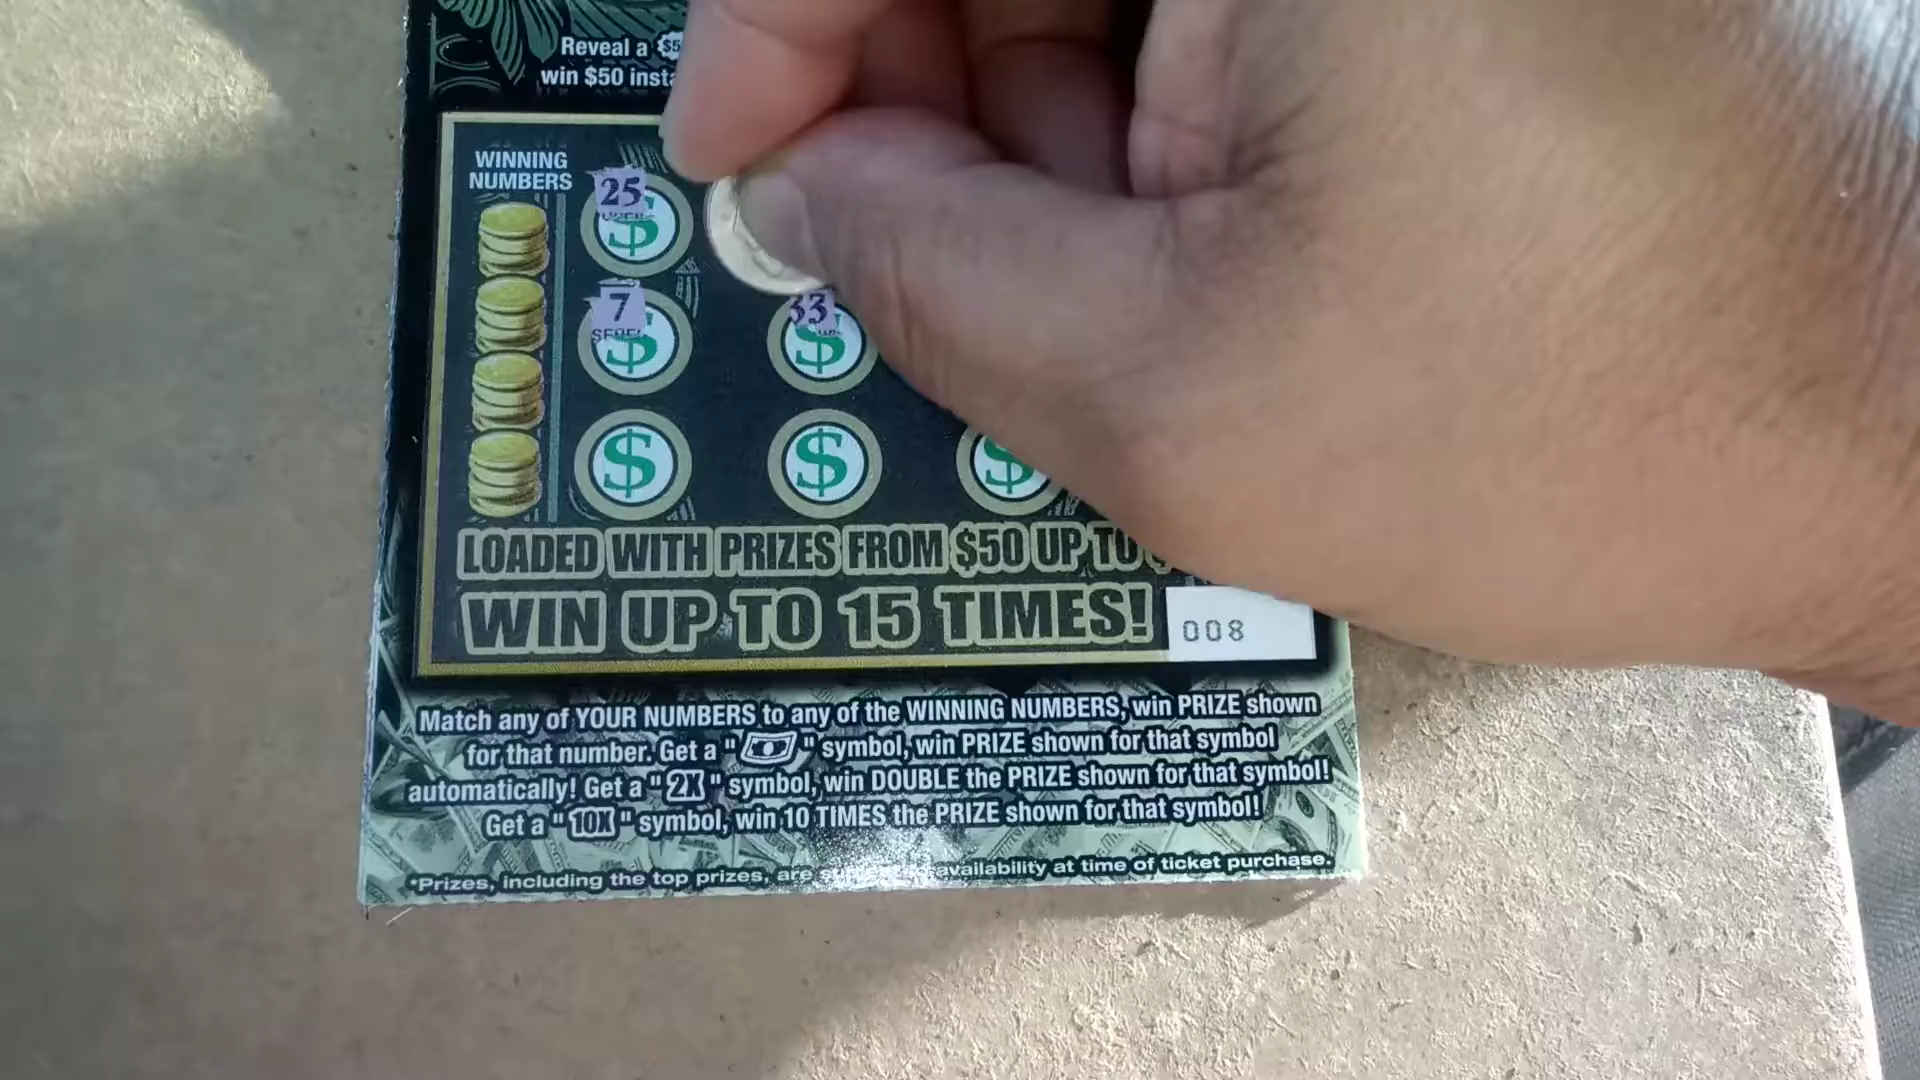 Reveal a $5
win $50 insta
WINNING
NUMBERS
25
7
33
LOADED WITH PRIZES FROM $50 UP TO
WIN UP TO 15 TIMES!
008
Match any of YOUR NUMBERS to any of the WINNING NUMBERS, win PRIZE shown
for that number. Get a " " symbol, win PRIZE shown for that symbol
automatically! Get a "2X" symbol, win DOUBLE the PRIZE shown for that symbol!
Get a "10X" symbol, win 10 TIMES the PRIZE shown for that symbol!
*Prizes, including the top prizes, are availability at time of ticket purchase.